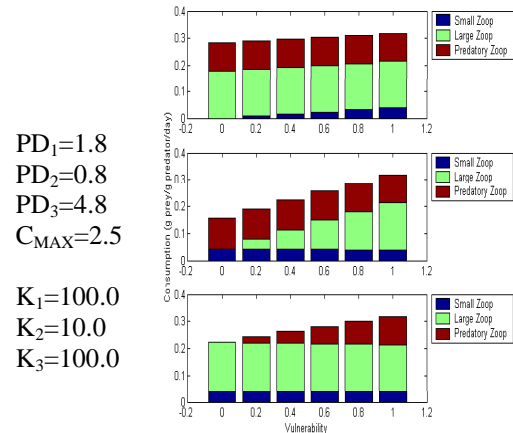 PD₁=1.8
PD₂=0.8
PD₃=4.8
C_MAX=2.5
K₁=100.0
K₂=10.0
K₃=100.0
Consumption (g prey/g predator/day)
0.4
0.3
0.2
0.1
0
-0.2 0 0.2 0.4 0.6 0.8 1 1.2
Small Zoop
Large Zoop
Predatory Zoop
0.4
0.3
0.2
0.1
0
-0.2 0 0.2 0.4 0.6 0.8 1 1.2
Small Zoop
Large Zoop
Predatory Zoop
0.4
0.3
0.2
0.1
0
-0.2 0 0.2 0.4 0.6 0.8 1 1.2
Vulnerability
Small Zoop
Large Zoop
Predatory Zoop